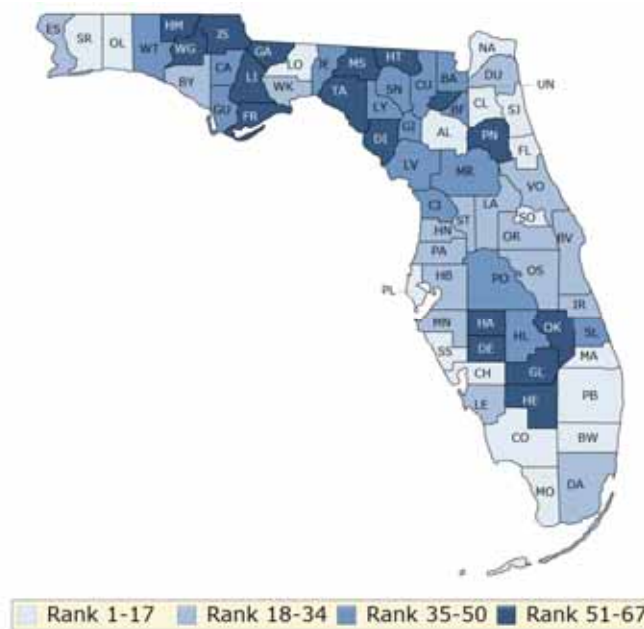 ES
SR
OL
WT
HM
WG
BY
JS
CA
GU
LI
FR
GA
LO
WK
JE
MS
TA
HT
SN
LY
DI
GI
CU
BA
BF
NA
DU
UN
CL
SJ
AL
PN
FL
LV
MR
VO
CI
ST
LA
SO
HN
OR
BV
PA
HB
PL
PO
OS
IR
MN
HA
HL
OK
SL
SS
DE
MA
CH
GL
LE
HE
PB
CO
BW
MO
DA
Rank 1-17 Rank 18-34 Rank 35-50 Rank 51-67